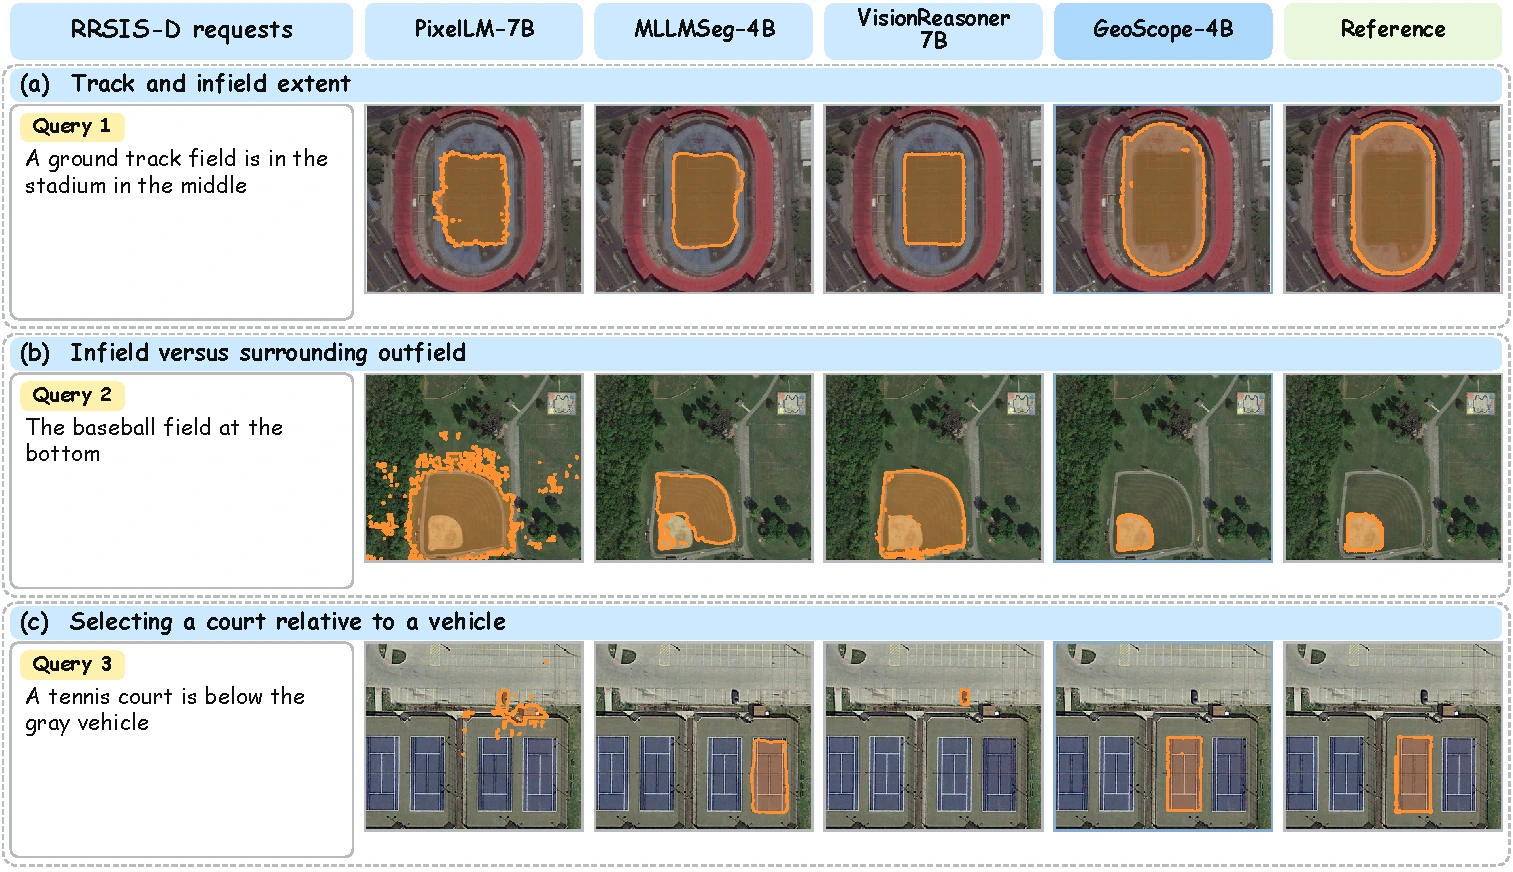 RRSIS-D requests
PixelLM-7B
MLLMSeg-4B
VisionReasoner
7B
GeoScope-4B
Reference
(a) Track and infield extent
Query 1
A ground track field is in the
stadium in the middle
(b) Infield versus surrounding outfield
Query 2
The baseball field at the
bottom
(c) Selecting a court relative to a vehicle
Query 3
A tennis court is below the
gray vehicle